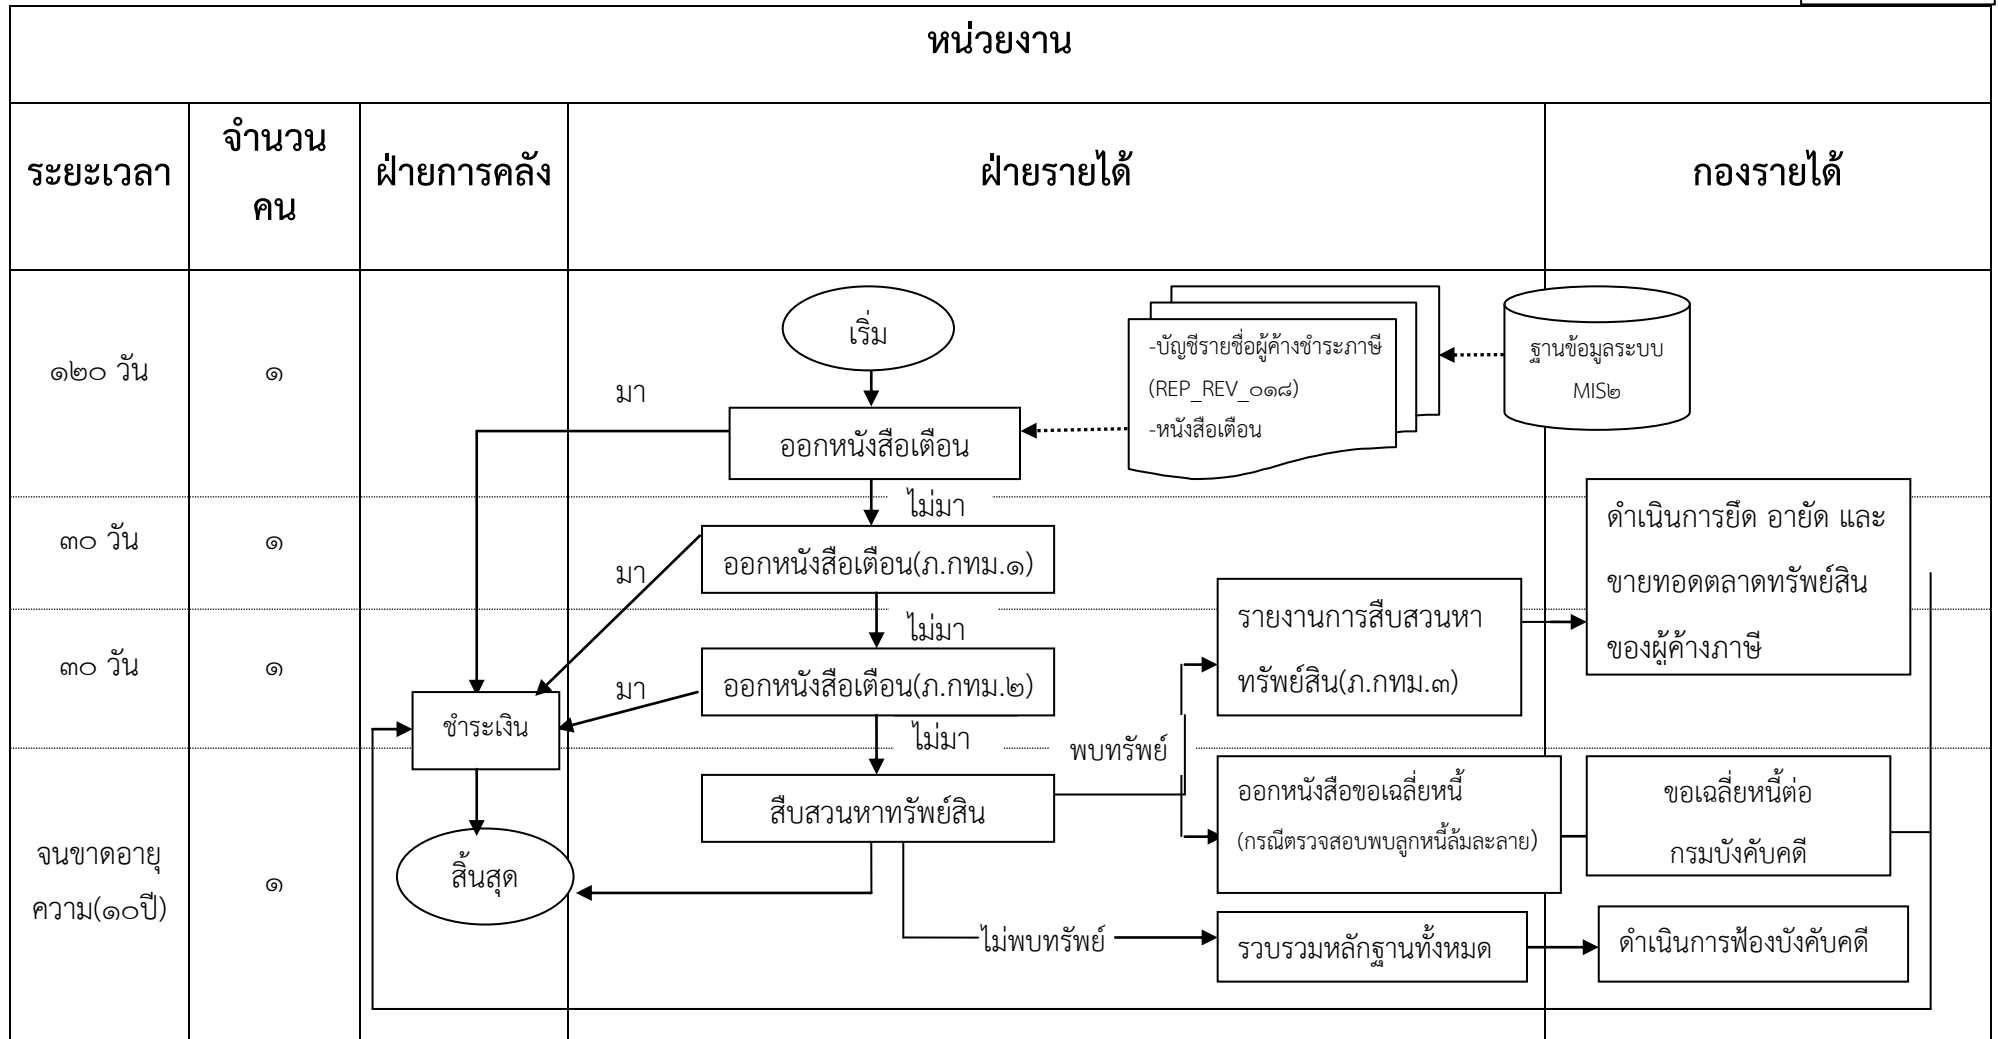 หน่วยงาน
ระยะเวลา
จำนวน
คน
ฝ่ายการคลัง
ฝ่ายรายได้
กองรายได้
๑๒๐ วัน
๑
เริ่ม
-บัญชีรายชื่อผู้ค้างชำระภาษี
(REP_REV_๐๑๘)
-หนังสือเตือน
ฐานข้อมูลระบบ
MIS๒
มา
ออกหนังสือเตือน
ไม่มา
๓๐ วัน
๑
มา
ออกหนังสือเตือน(ภ.กทม.๑)
ไม่มา
ดำเนินการยึด อายัด และ
ขายทอดตลาดทรัพย์สิน
ของผู้ค้างภาษี
รายงานการสืบสวนหา
ทรัพย์สิน(ภ.กทม.๓)
๓๐ วัน
๑
มา
ออกหนังสือเตือน(ภ.กทม.๒)
ชำระเงิน
ไม่มา
พบทรัพย์
สืบสวนหาทรัพย์สิน
ออกหนังสือขอเฉลี่ยหนี้
(กรณีตรวจสอบพบลูกหนี้ล้มละลาย)
ขอเฉลี่ยหนี้ต่อ
กรมบังคับคดี
จนขาดอายุ
ความ(๑๐ปี)
๑
สิ้นสุด
ไม่พบทรัพย์
รวบรวมหลักฐานทั้งหมด
ดำเนินการฟ้องบังคับคดี